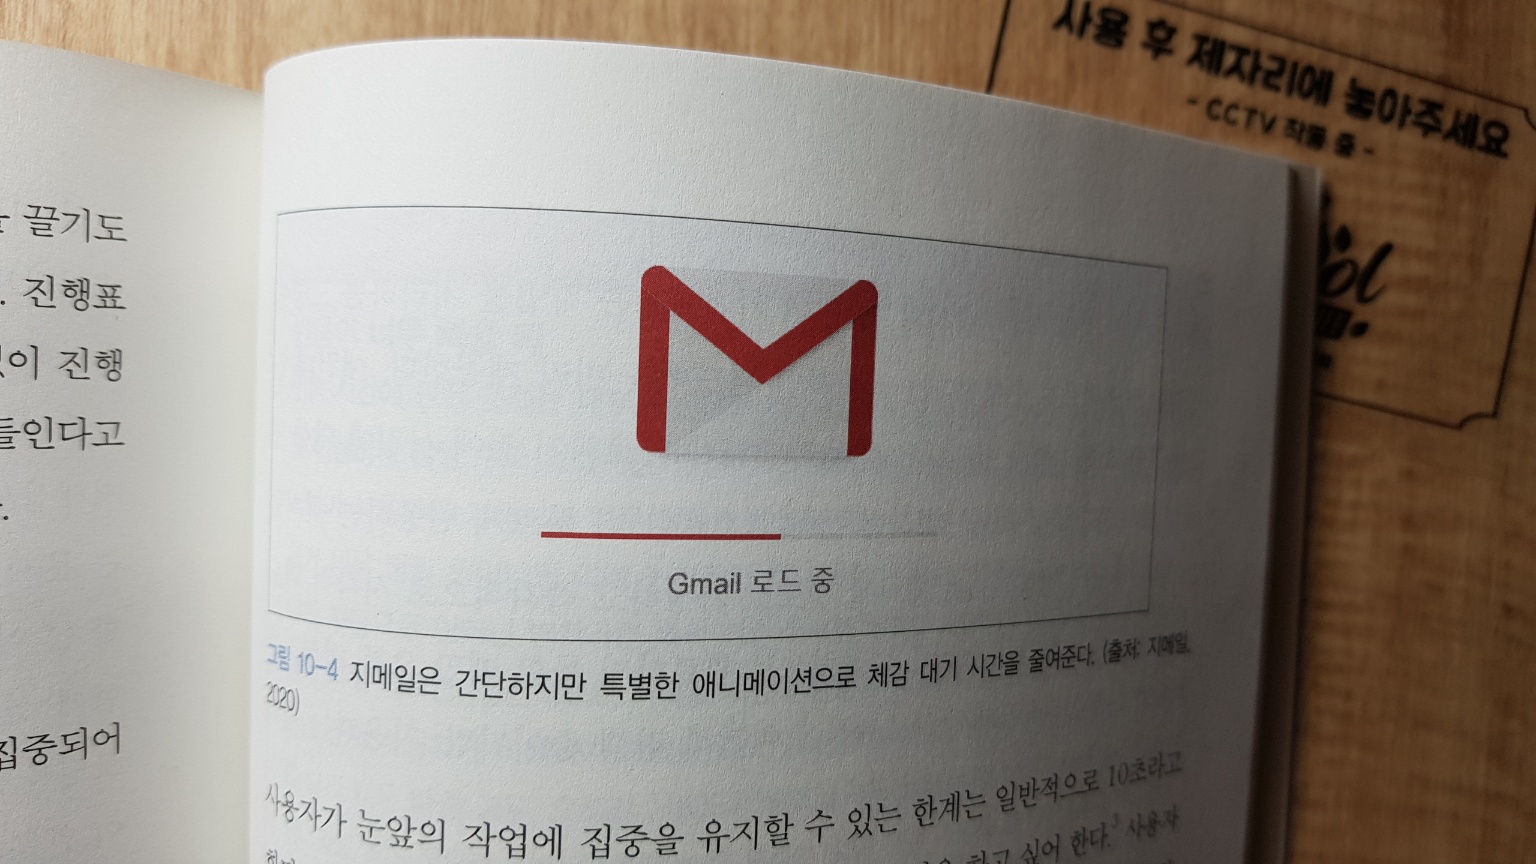 사용 후 제자리에 놓아주세요
- CCTV 작동 중 -
끌기도
. 진행표
이 진행
들인다고
집중되어
Gmail 로드 중
그림 10-4 지메일은 간단하지만 특별한 애니메이션으로 체감 대기 시간을 줄여준다. (출처: 지메일,
2020)
사용자가 눈앞의 작업에 집중을 유지할 수 있는 한계는 일반적으로 10초라고
하고 싶어 한다.³ 사용자